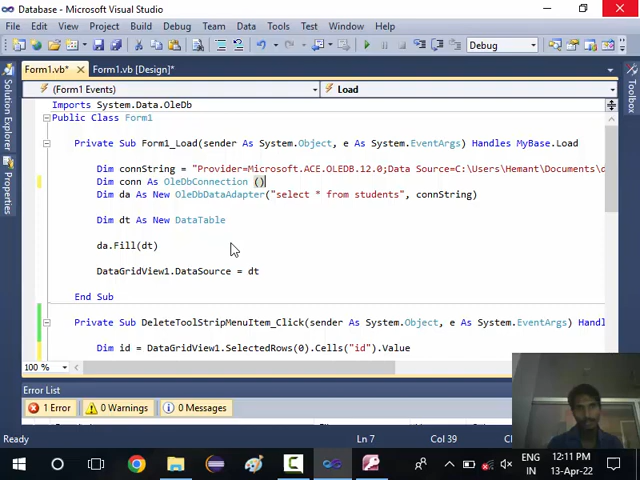 Database - Microsoft Visual Studio
File Edit View Project Build Debug Team Data Tools Test Window Help
Debug
Form1.vb* Form1.vb [Design]*
(Form1 Events) Load
Imports System.Data.OleDb
Public Class Form1
Private Sub Form1_Load(sender As System.Object, e As System.EventArgs) Handles MyBase.Load
Dim connString = "Provider=Microsoft.ACE.OLEDB.12.0;Data Source=C:\Users\Hemant\Documents\d
Dim conn As OleDbConnection ()
Dim da As New OleDbDataAdapter("select * from students", connString)
Dim dt As New DataTable
da.Fill(dt)
DataGridView1.DataSource = dt
End Sub
Private Sub DeleteToolStripMenuItem_Click(sender As System.Object, e As System.EventArgs) Handl
Dim id = DataGridView1.SelectedRows(0).Cells("id").Value
100 %
Solution Explorer
Properties
Toolbox
Error List
1 Error 0 Warnings 0 Messages
Ready Ln 7 Col 39
ENG 12:11 PM
IN 13-Apr-22